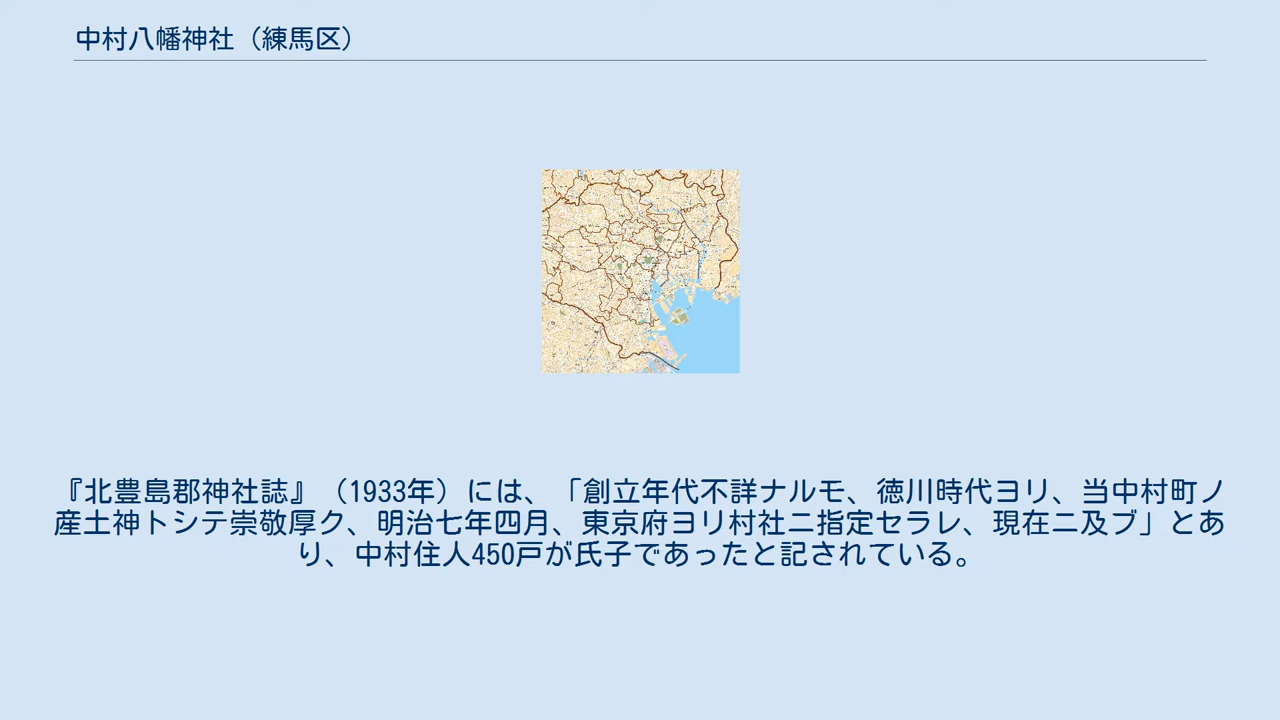 中村八幡神社（練馬区）
『北豊島郡神社誌』（1933年）には、「創立年代不詳ナルモ、徳川時代ヨリ、当中村町ノ
産土神トシテ崇敬厚ク、明治七年四月、東京府ヨリ村社ニ指定セラレ、現在ニ及ブ」とあ
り、中村住人450戸が氏子であったと記されている。